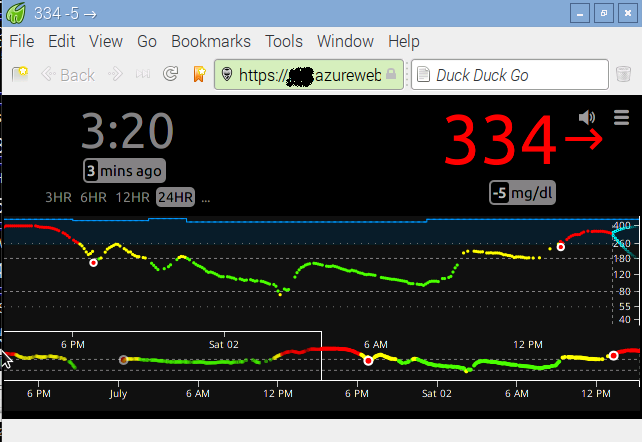 334 -5 →
File Edit View Go Bookmarks Tools Window Help
Back
https:// azureweb
Duck Duck Go
3:20
334→
3 mins ago
-5 mg/dl
3HR 6HR 12HR 24HR ...
400
260
180
120
80
55
40
6 PM Sat 02 6 AM 12 PM
6 PM July 6 AM 12 PM 6 PM Sat 02 6 AM 12 PM